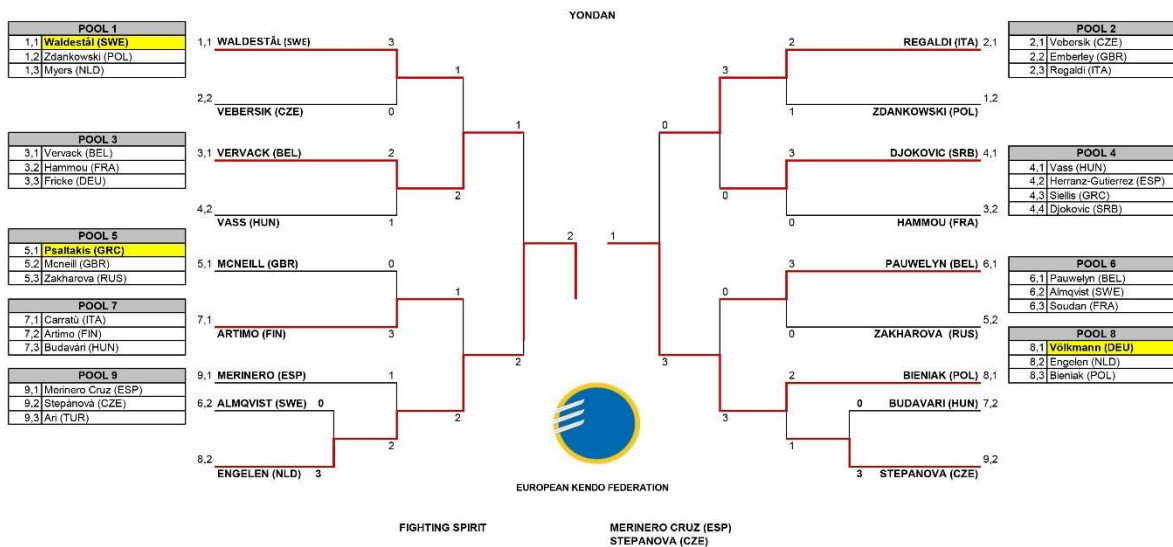 YONDAN
POOL 1
1,1 Waldestål (SWE)
1,2 Zdankowski (POL)
1,3 Myers (NLD)
POOL 3
3,1 Vervack (BEL)
3,2 Hammou (FRA)
3,3 Fricke (DEU)
POOL 5
5,1 Psaltakis (GRC)
5,2 Mcneill (GBR)
5,3 Zakharova (RUS)
POOL 7
7,1 Carratù (ITA)
7,2 Artimo (FIN)
7,3 Budavári (HUN)
POOL 9
9,1 Merinero Cruz (ESP)
9,2 Stepánová (CZE)
9,3 Ari (TUR)
1,1 WALDESTÅL (SWE) 3
1
2,2 VEBERSIK (CZE) 0
1
3,1 VERVACK (BEL) 2
2
4,2 VASS (HUN) 1
2
5,1 MCNEILL (GBR) 0
1
7,1 ARTIMO (FIN) 3
2
9,1 MERINERO (ESP) 1
2
6,2 ALMQVIST (SWE) 0
2
8,2 ENGELEN (NLD) 3
2 REGALDI (ITA) 2,1
3
1 ZDANKOWSKI (POL) 1,2
0
3 DJOKOVIC (SRB) 4,1
0
0 HAMMOU (FRA) 3,2
1
3 PAUWELYN (BEL) 6,1
0
0 ZAKHAROVA (RUS) 5,2
3
2 BIENIAK (POL) 8,1
3
0 BUDAVARI (HUN) 7,2
1
3 STEPANOVA (CZE) 9,2
POOL 2
2,1 Vebersik (CZE)
2,2 Emberley (GBR)
2,3 Regaldi (ITA)
POOL 4
4,1 Vass (HUN)
4,2 Herranz-Gutierrez (ESP)
4,3 Siellis (GRC)
4,4 Djokovic (SRB)
POOL 6
6,1 Pauwelyn (BEL)
6,2 Almqvist (SWE)
6,3 Soudan (FRA)
POOL 8
8,1 Völkmann (DEU)
8,2 Engelen (NLD)
8,3 Bieniak (POL)
EUROPEAN KENDO FEDERATION
FIGHTING SPIRIT MERINERO CRUZ (ESP)
STEPANOVA (CZE)